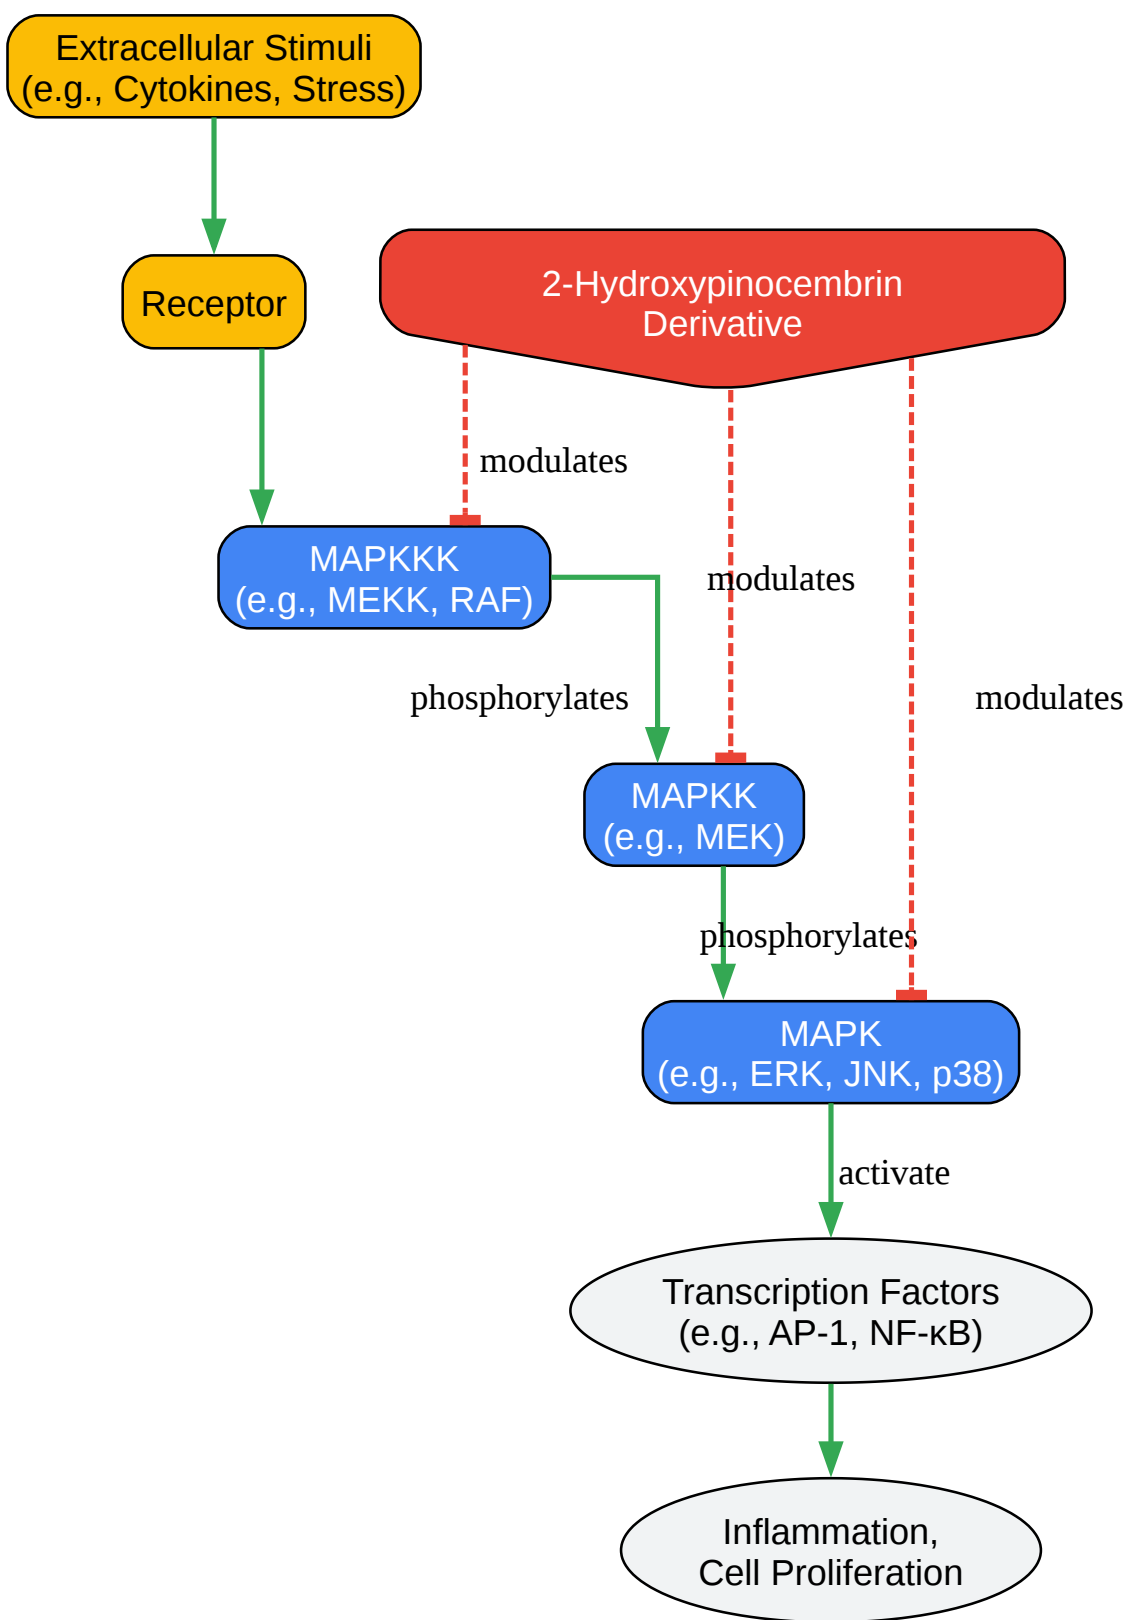 Extracellular Stimuli
(e.g., Cytokines, Stress)
Receptor
2-Hydroxypinocembrin
Derivative
modulates
MAPKKK
(e.g., MEKK, RAF)
modulates
phosphorylates
modulates
MAPKK
(e.g., MEK)
phosphorylates
MAPK
(e.g., ERK, JNK, p38)
activate
Transcription Factors
(e.g., AP-1, NF-κB)
Inflammation,
Cell Proliferation